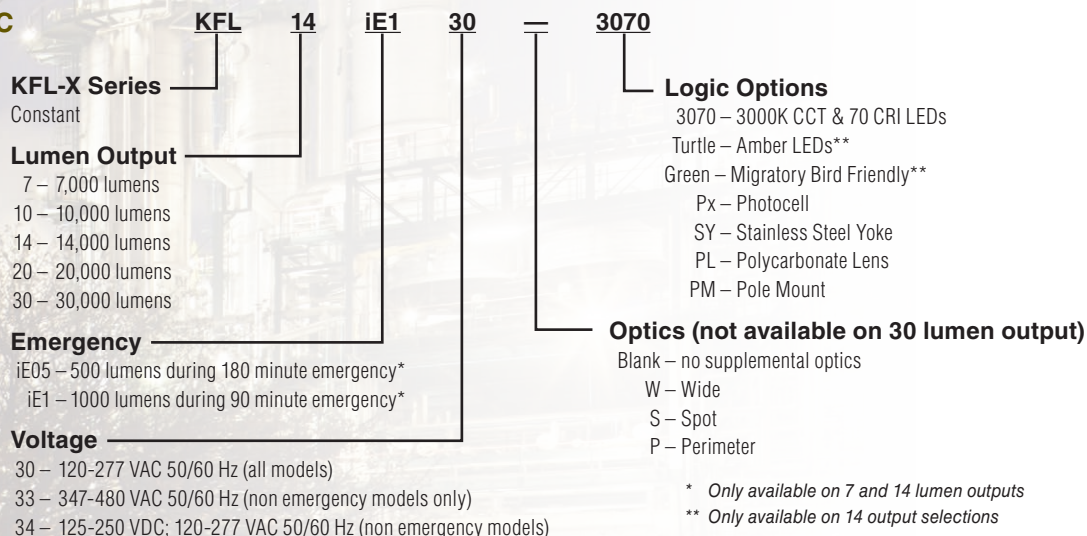 C
KFL 14 iE1 30 — 3070
KFL-X Series
Constant
Lumen Output
7 – 7,000 lumens
10 – 10,000 lumens
14 – 14,000 lumens
20 – 20,000 lumens
30 – 30,000 lumens
Emergency
iE05 – 500 lumens during 180 minute emergency*
iE1 – 1000 lumens during 90 minute emergency*
Voltage
30 – 120-277 VAC 50/60 Hz (all models)
33 – 347-480 VAC 50/60 Hz (non emergency models only)
34 – 125-250 VDC; 120-277 VAC 50/60 Hz (non emergency models)
Logic Options
3070 – 3000K CCT & 70 CRI LEDs
Turtle – Amber LEDs**
Green – Migratory Bird Friendly**
Px – Photocell
SY – Stainless Steel Yoke
PL – Polycarbonate Lens
PM – Pole Mount
Optics (not available on 30 lumen output)
Blank – no supplemental optics
W – Wide
S – Spot
P – Perimeter
* Only available on 7 and 14 lumen outputs
** Only available on 14 output selections